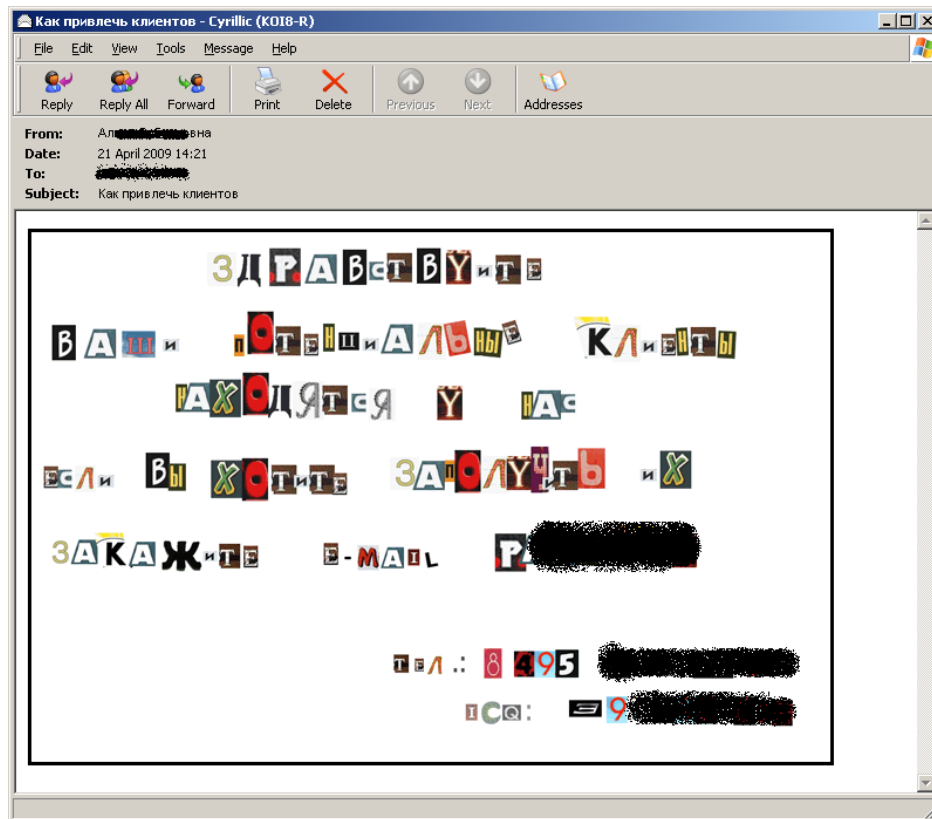 Как привлечь клиентов - Cyrillic (KOI8-R)
File Edit View Tools Message Help
Reply Reply All Forward Print Delete Previous Next Addresses
From:
Date: 21 April 2009 14:21
To:
Subject: Как привлечь клиентов
ЗДРАВСТВУИТЕ
ВАШи пОТЕНЦиАЛЬНЫЕ КЛиЕНТЫ
НАХОДЯТСЯ У НАС
ЕСЛи ВЫ ХОТиТЕ ЗАпОЛУЧиТЬ иХ
ЗАКАЖиТЕ E-MAIL
ТЕЛ.: 8 495
ICQ: 39